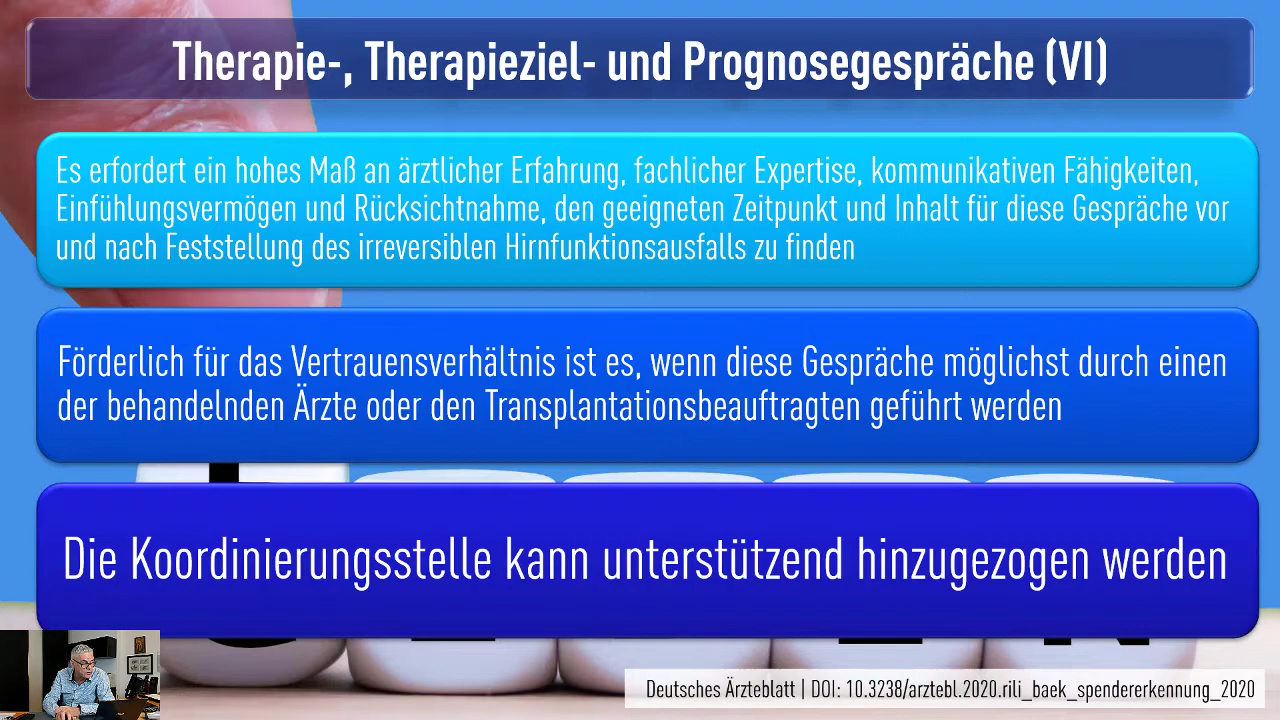 Therapie-, Therapieziel- und Prognosegespräche (VI)
Es erfordert ein hohes Maß an ärztlicher Erfahrung, fachlicher Expertise, kommunikativen Fähigkeiten,
Einfühlungsvermögen und Rücksichtnahme, den geeigneten Zeitpunkt und Inhalt für diese Gespräche vor
und nach Feststellung des irreversiblen Hirnfunktionsausfalls zu finden
Förderlich für das Vertrauensverhältnis ist es, wenn diese Gespräche möglichst durch einen
der behandelnden Ärzte oder den Transplantationsbeauftragten geführt werden
Die Koordinierungsstelle kann unterstützend hinzugezogen werden
Deutsches Ärzteblatt | DOI: 10.3238/arztebl.2020.rili_baek_spendererkennung_2020